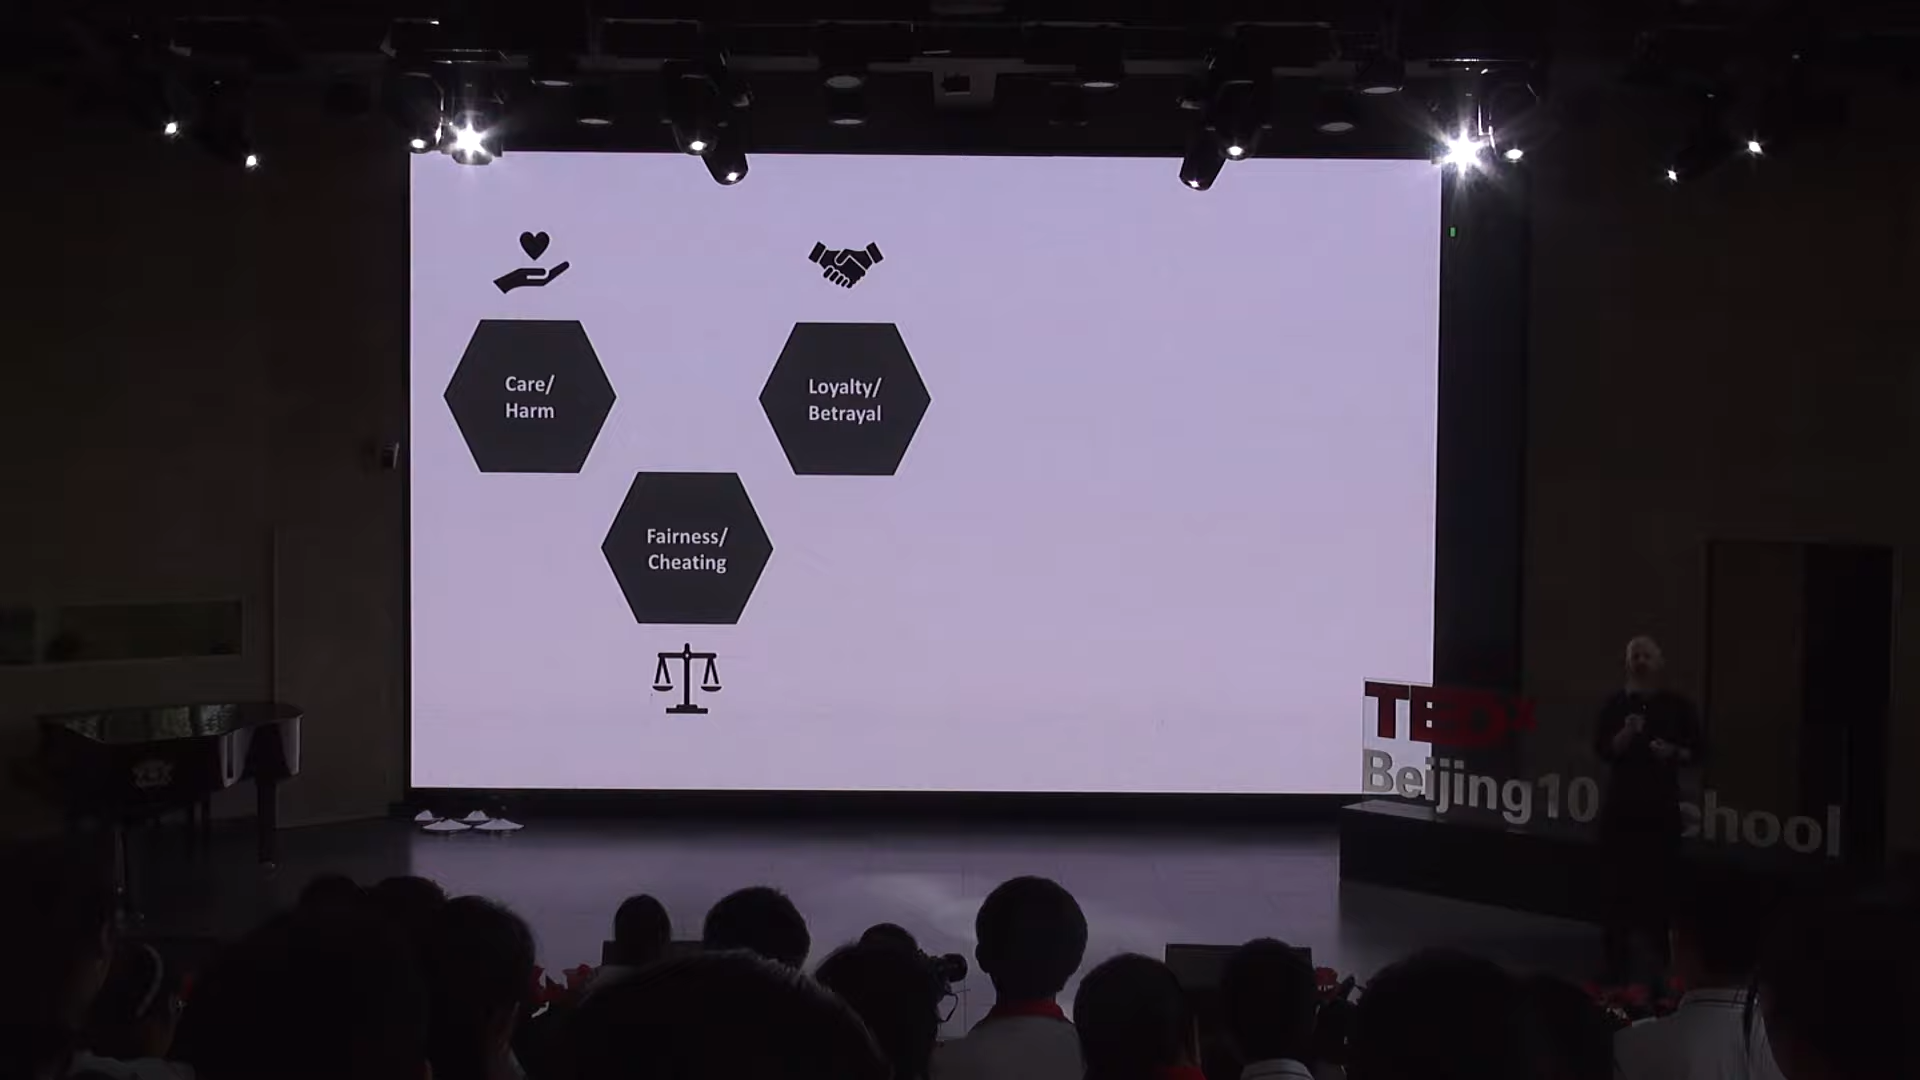 Care/
Harm
Loyalty/
Betrayal
Fairness/
Cheating
TEDx
Beijing10 chool